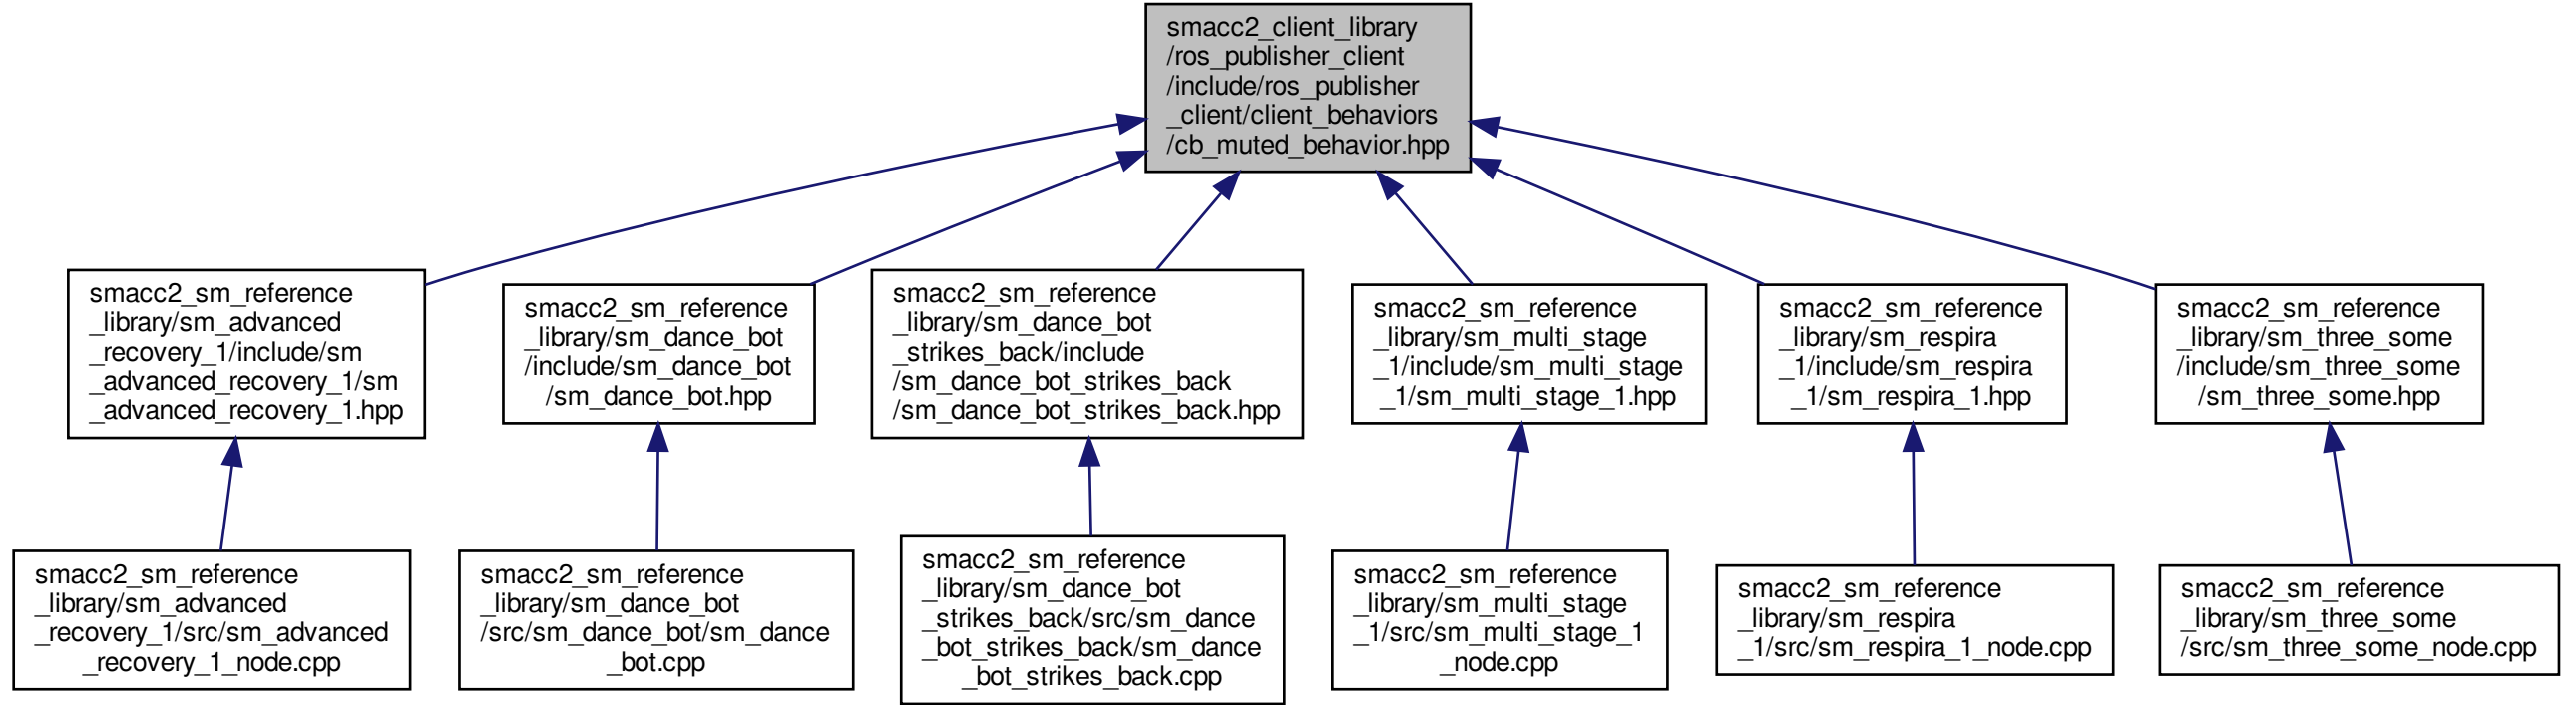 smacc2_client_library
/ros_publisher_client
/include/ros_publisher
_client/client_behaviors
/cb_muted_behavior.hpp
smacc2_sm_reference
_library/sm_advanced
_recovery_1/include/sm
_advanced_recovery_1/sm
_advanced_recovery_1.hpp
smacc2_sm_reference
_library/sm_dance_bot
/include/sm_dance_bot
/sm_dance_bot.hpp
smacc2_sm_reference
_library/sm_dance_bot
_strikes_back/include
/sm_dance_bot_strikes_back
/sm_dance_bot_strikes_back.hpp
smacc2_sm_reference
_library/sm_multi_stage
_1/include/sm_multi_stage
_1/sm_multi_stage_1.hpp
smacc2_sm_reference
_library/sm_respira
_1/include/sm_respira
_1/sm_respira_1.hpp
smacc2_sm_reference
_library/sm_three_some
/include/sm_three_some
/sm_three_some.hpp
smacc2_sm_reference
_library/sm_advanced
_recovery_1/src/sm_advanced
_recovery_1_node.cpp
smacc2_sm_reference
_library/sm_dance_bot
/src/sm_dance_bot/sm_dance
_bot.cpp
smacc2_sm_reference
_library/sm_dance_bot
_strikes_back/src/sm_dance
_bot_strikes_back/sm_dance
_bot_strikes_back.cpp
smacc2_sm_reference
_library/sm_multi_stage
_1/src/sm_multi_stage_1
_node.cpp
smacc2_sm_reference
_library/sm_respira
_1/src/sm_respira_1_node.cpp
smacc2_sm_reference
_library/sm_three_some
/src/sm_three_some_node.cpp